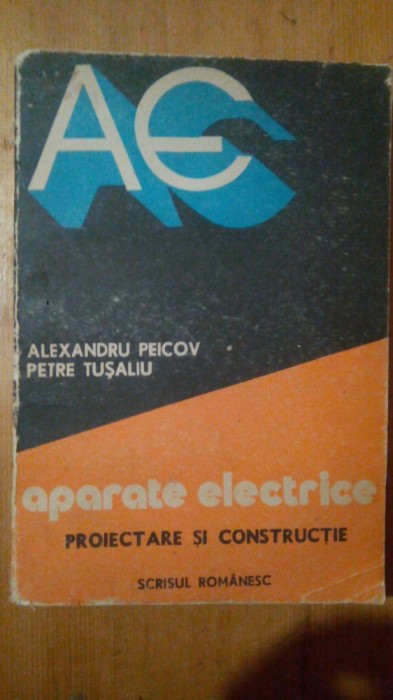 AE
ALEXANDRU PEICOV
PETRE TUȘALIU
aparate electrice
PROIECTARE ȘI CONSTRUCȚIE
SCRISUL ROMÂNESC